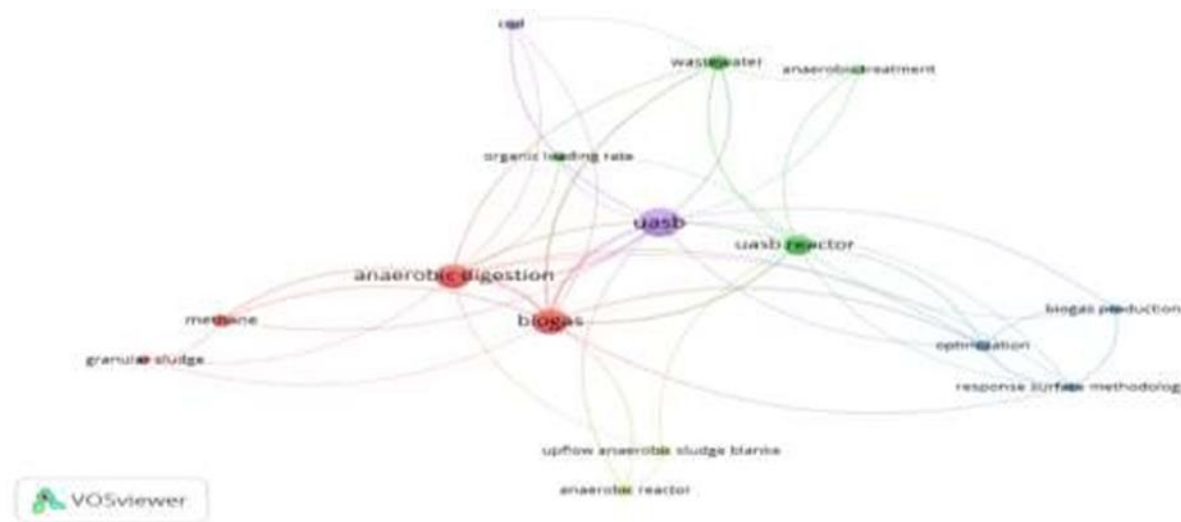 wastewater
anaerobic treatment
organic loading rate
uasb
uasb reactor
anaerobic digestion
biogas
biogas production
methane
optimization
granular sludge
response surface methodolog
upflow anaerobic sludge blanke
anaerobic reactor
VOSviewer